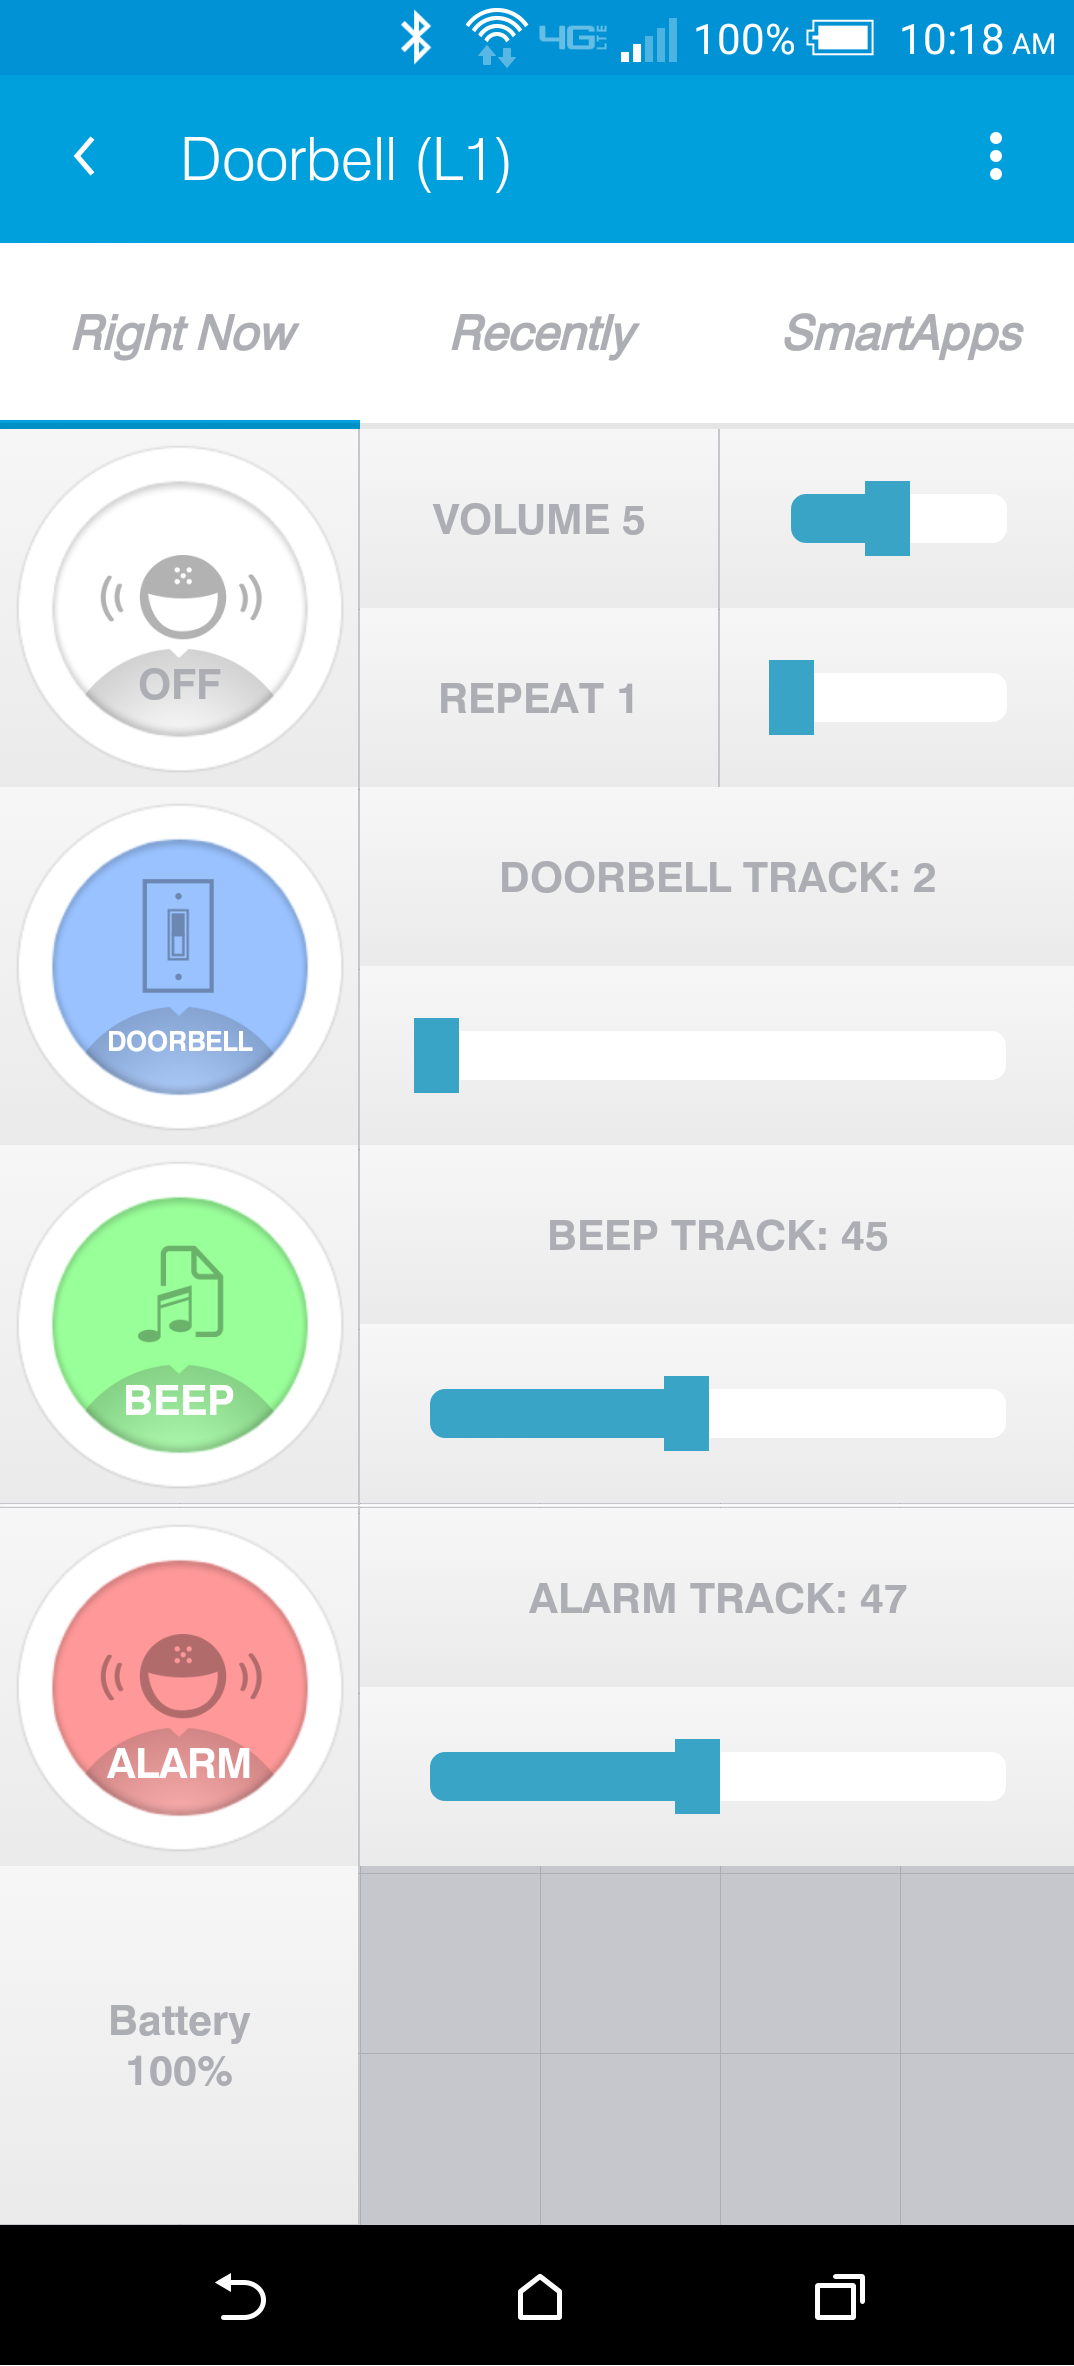 4G LTE 100% 10:18 AM
Doorbell (L1)
Right Now Recently SmartApps
OFF
VOLUME 5
REPEAT 1
DOORBELL
DOORBELL TRACK: 2
BEEP
BEEP TRACK: 45
ALARM
ALARM TRACK: 47
Battery
100%